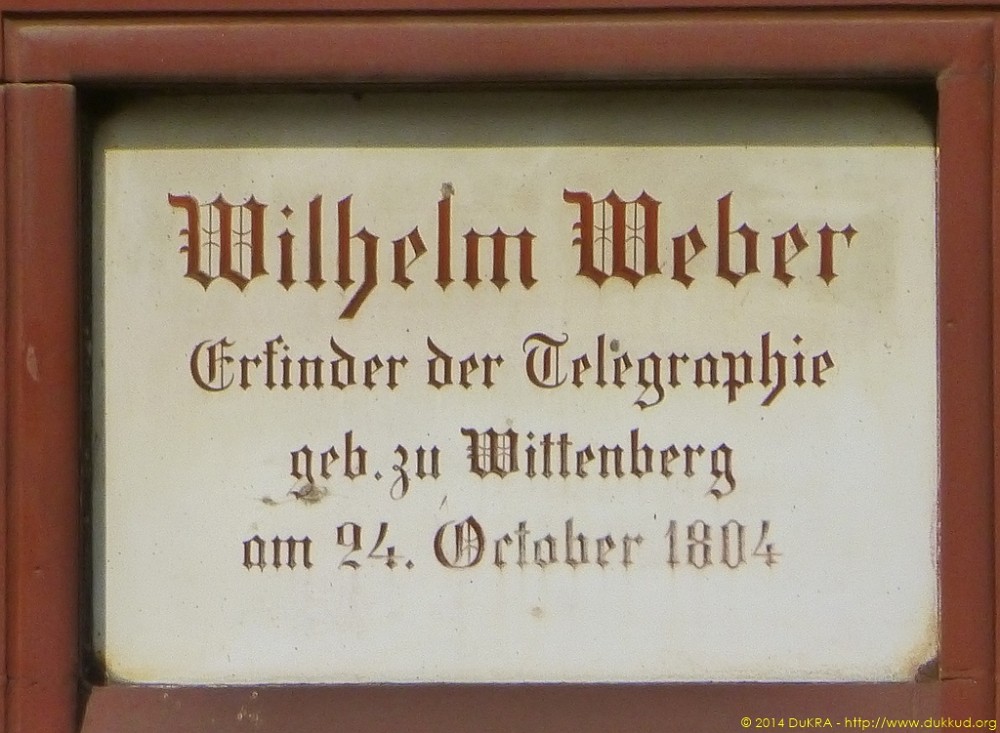 Wilhelm Weber
Erfinder der Telegraphie
geb. zu Wittenberg
am 24. October 1804
© 2014 DuKRA - http://www.dukkud.org